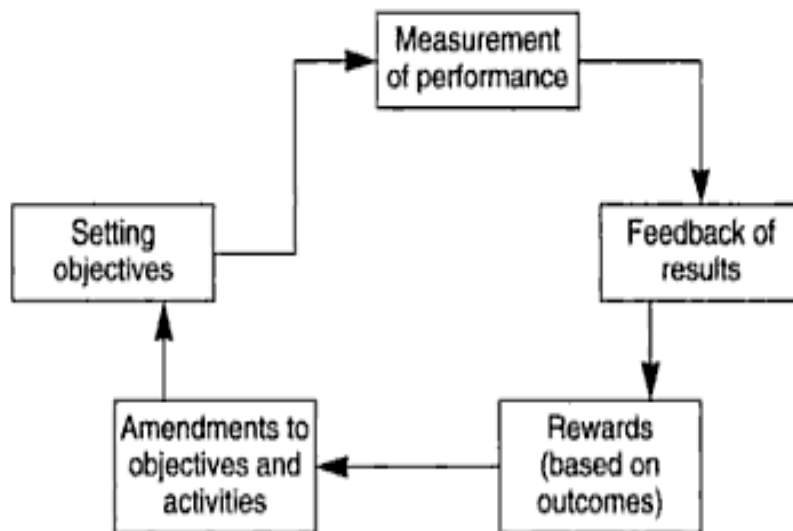 Measurement
of performance
Setting
objectives
Feedback of
results
Amendments to
objectives and
activities
Rewards
(based on
outcomes)